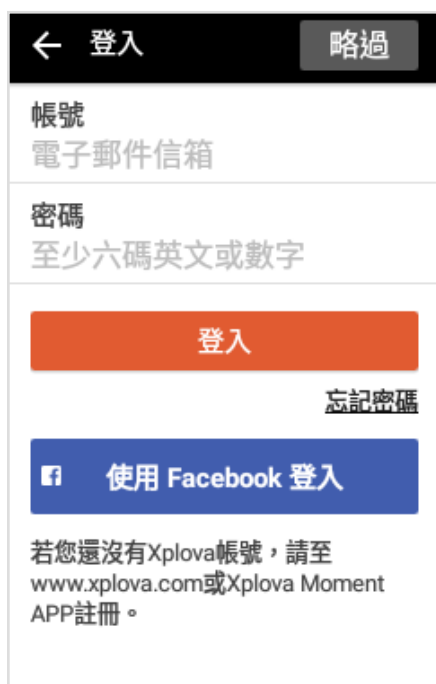 登入 略過
帳號
電子郵件信箱
密碼
至少六碼英文或數字
登入
忘記密碼
使用 Facebook 登入
若您還沒有Xplova帳號，請至
www.xplova.com或Xplova Moment
APP註冊。